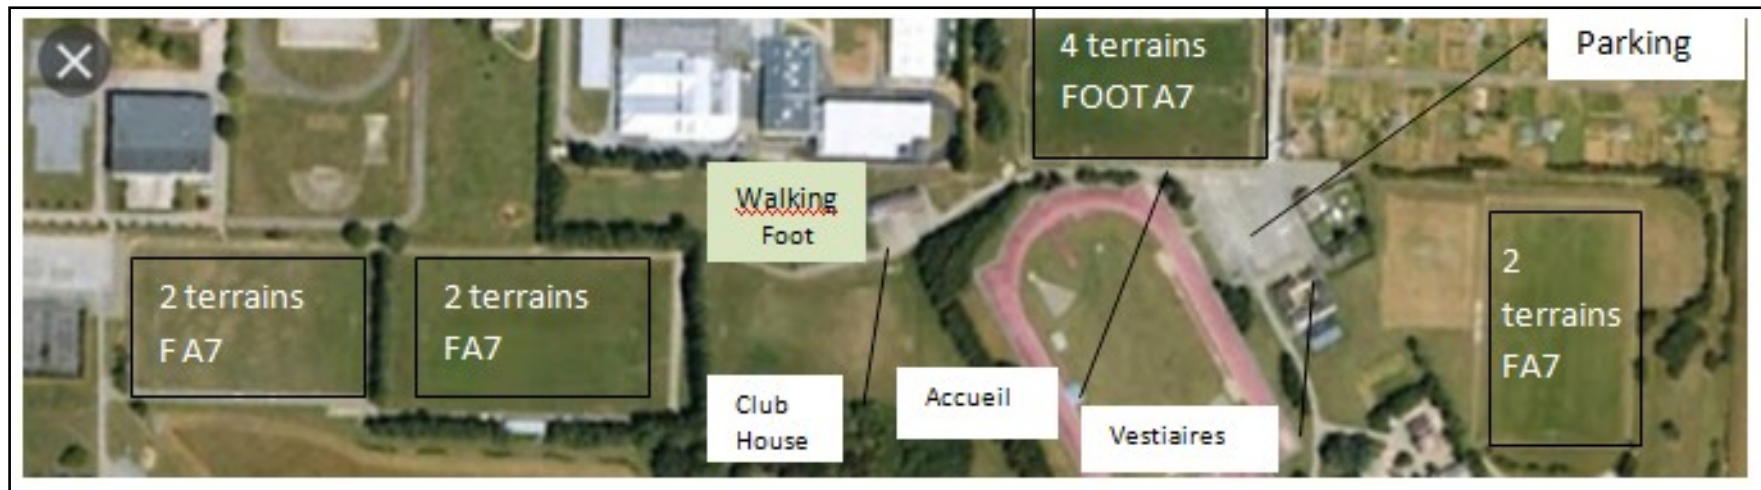 4 terrains
FOOT A7
Parking
Walking
Foot
2 terrains
F A7
2 terrains
FA7
2
terrains
FA7
Club
House
Accueil
Vestiaires